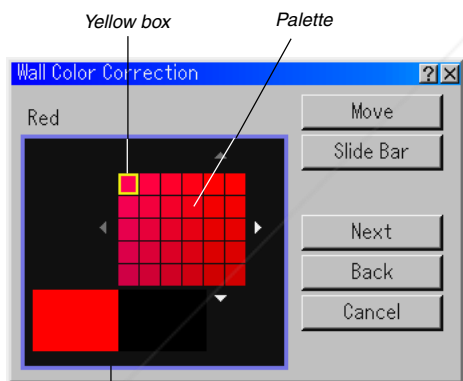 Yellow box
Palette
Wall Color Correction
? ×
Red
Move
Slide Bar
Next
Back
Cancel